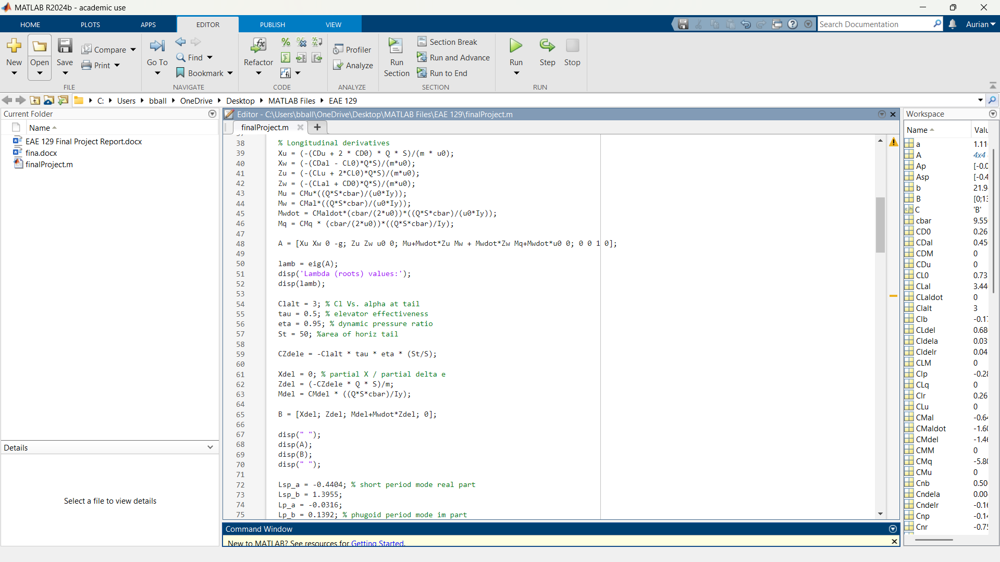 MATLAB R2024b - academic use
HOME PLOTS APPS EDITOR PUBLISH VIEW
Search Documentation
Aurian
New
Open
Save
Compare
Print
FILE
Go To
Find
Bookmark
NAVIGATE
Refactor
CODE
Profiler
Analyze
ANALYZE
Run Section
Section Break
Run and Advance
Run to End
SECTION
Run
Step
Stop
RUN
C: Users bball OneDrive Desktop MATLAB Files EAE 129
Current Folder
Name
EAE 129 Final Project Report.docx
fina.docx
finalProject.m
Details
Select a file to view details
Editor - C:\Users\bball\OneDrive\Desktop\MATLAB Files\EAE 129\finalProject.m
finalProject.m
38 % Longitudinal derivatives
39 Xu = (-(CDu + 2 * CD0) * Q * S)/(m * u0);
40 Xw = (-(CDal - CL0)*Q*S)/(m*u0);
41 Zu = (-(CLu + 2*CL0)*Q*S)/(m*u0);
42 Zw = (-(CLal + CD0)*Q*S)/(m*u0);
43 Mu = CMu*((Q*S*cbar)/(u0*Iy));
44 Mw = CMal*((Q*S*cbar)/(u0*Iy));
45 Mwdot = CMaldot*(cbar/(2*u0))*((Q*S*cbar)/(u0*Iy));
46 Mq = CMq * (cbar/(2*u0))*((Q*S*cbar)/Iy);
47
48 A = [Xu Xw 0 -g; Zu Zw u0 0; Mu+Mwdot*Zu Mw + Mwdot*Zw Mq+Mwdot*u0 0; 0 0 1 0];
49
50 lamb = eig(A);
51 disp('Lambda (roots) values:');
52 disp(lamb);
53
54 Clalt = 3; % Cl Vs. alpha at tail
55 tau = 0.5; % elevator effectiveness
56 eta = 0.95; % dynamic pressure ratio
57 St = 50; %area of horiz tail
58
59 CZdele = -Clalt * tau * eta * (St/S);
60
61 Xdel = 0; % partial X / partial delta e
62 Zdel = (-CZdele * Q * S)/m;
63 Mdel = CMdel * ((Q*S*cbar)/Iy);
64
65 B = [Xdel; Zdel; Mdel+Mwdot*Zdel; 0];
66
67 disp(" ");
68 disp(A);
69 disp(B);
70 disp(" ");
71
72 Lsp_a = -0.4404; % short period mode real part
73 Lsp_b = 1.3955;
74 Lp_a = -0.0316;
75 Lp_b = 0.1392; % phugoid period mode im part
Command Window
New to MATLAB? See resources for Getting Started.
Workspace
Name Valu
a 1.11
A 4x4
Ap [-0.0
Asp [-0.4
b 21.9
B [0;13
C 'B'
cbar 9.55
CD0 0.26
CDal 0.45
CDM 0
CDu 0
CL0 0.73
CLal 3.44
CLaldot 0
Clalt 3
Clb -0.17
CLdel 0.68
Cldela 0.03
Cldelr 0.04
CLM 0
Clp -0.28
CLq 0
Clr 0.26
CLu 0
CMal -0.64
CMaldot -1.60
CMdel -1.46
CMM 0
CMq -5.80
CMu 0
Cnb 0.50
Cndela 0.00
Cndelr -0.16
Cnp -0.14
Cnr -0.75